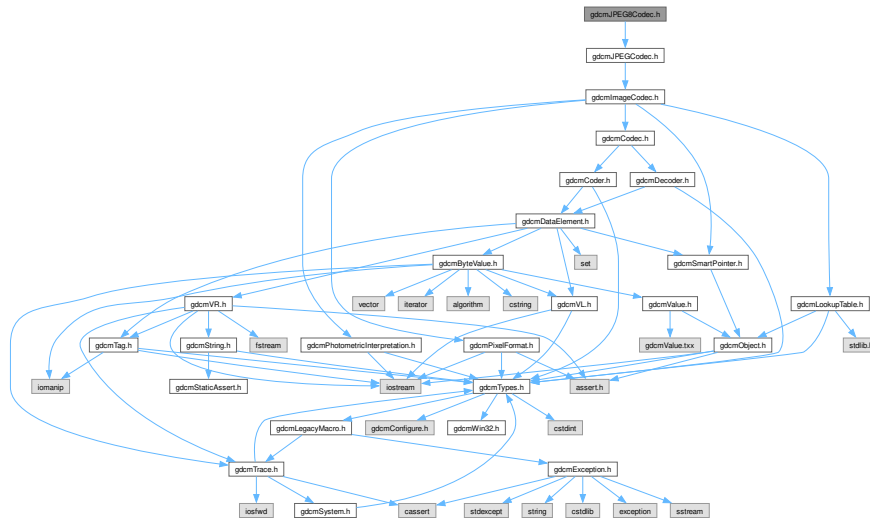 gdcmJPEG8Codec.h
gdcmJPEGCodec.h
gdcmImageCodec.h
gdcmCodec.h
gdcmCoder.h
gdcmDecoder.h
gdcmDataElement.h
gdcmByteValue.h
set
gdcmSmartPointer.h
gdcmVR.h
vector
iterator
algorithm
cstring
gdcmVL.h
gdcmValue.h
gdcmLookupTable.h
gdcmTag.h
gdcmString.h
fstream
gdcmPhotometricInterpretation.h
gdcmPixelFormat.h
gdcmValue.txx
gdcmObject.h
stdlib.h
iomanip
gdcmStaticAssert.h
iostream
gdcmTypes.h
assert.h
gdcmLegacyMacro.h
gdcmConfigure.h
gdcmWin32.h
cstdint
gdcmTrace.h
gdcmException.h
iosfwd
gdcmSystem.h
cassert
stdexcept
string
cstdlib
exception
sstream